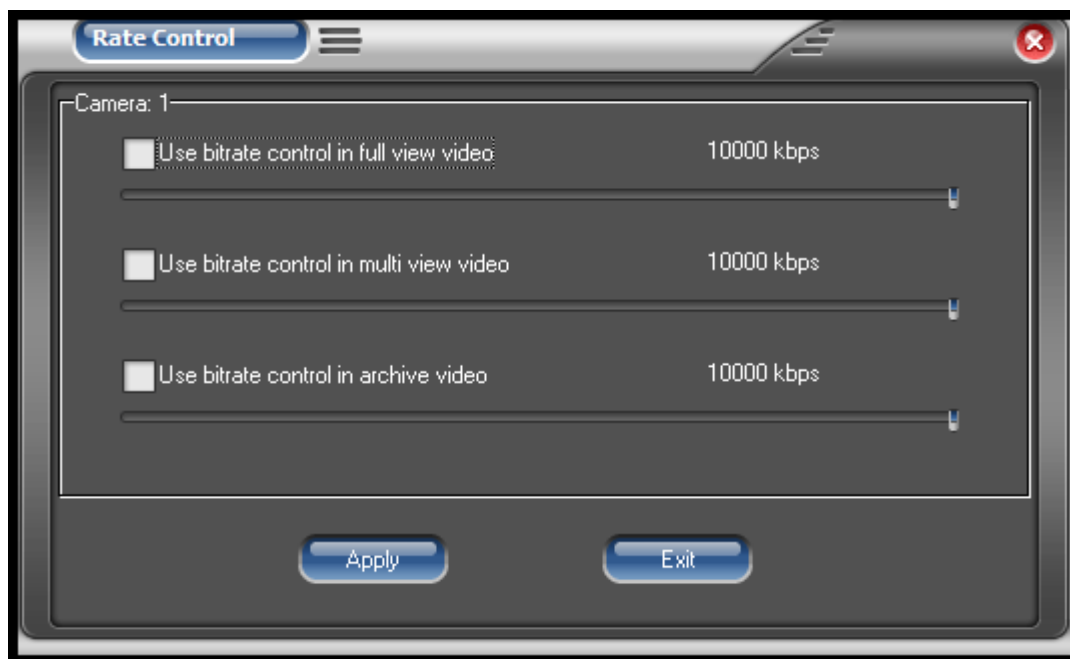 Rate Control
Camera: 1
Use bitrate control in full view video 10000 kbps
Use bitrate control in multi view video 10000 kbps
Use bitrate control in archive video 10000 kbps
Apply Exit